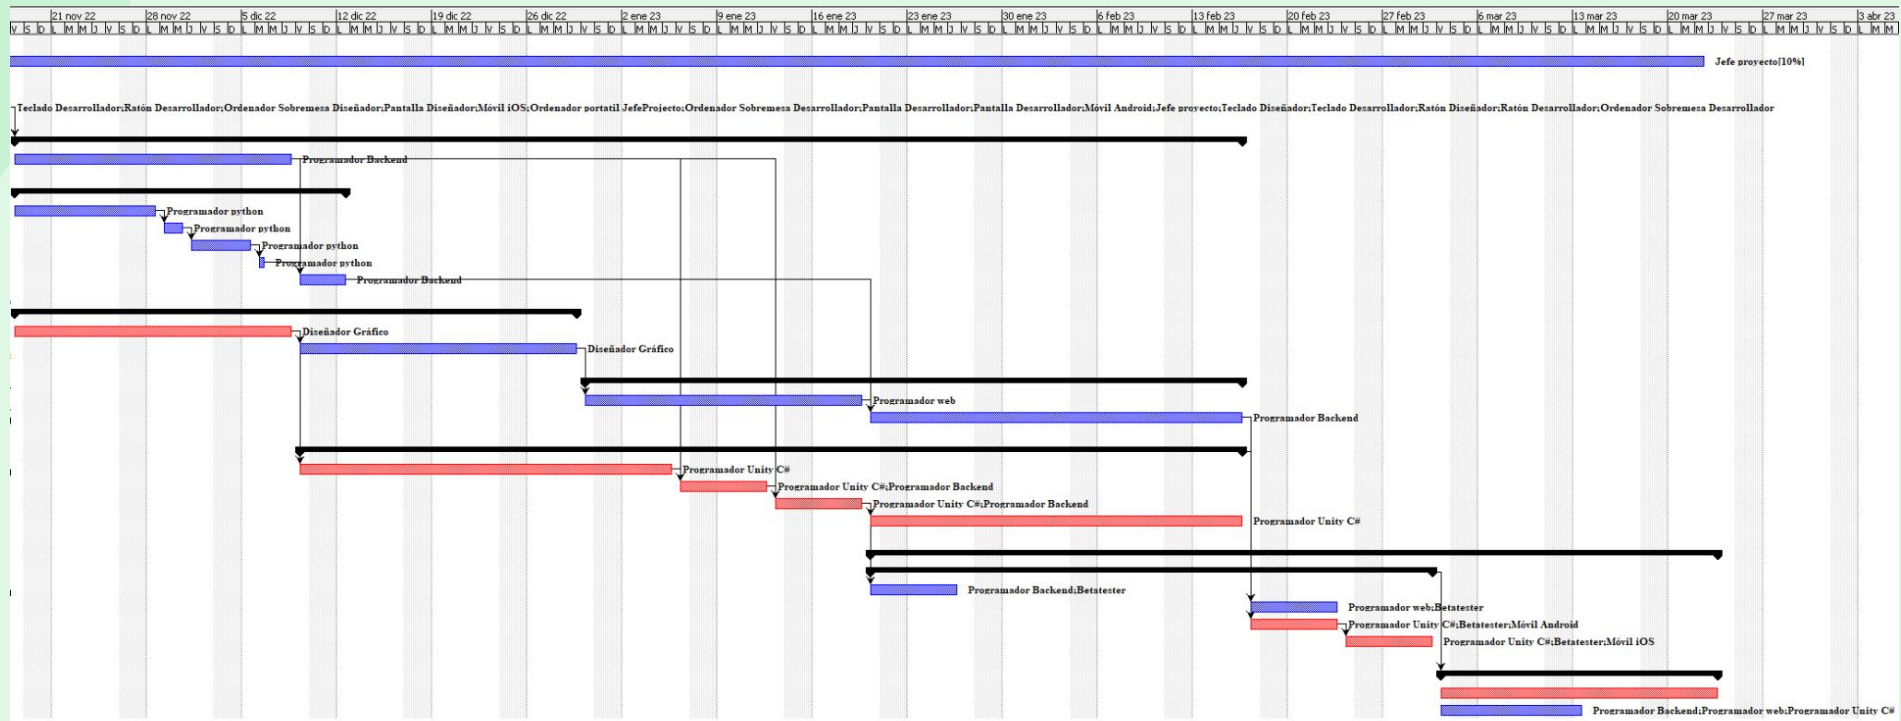 21 nov 22 28 nov 22 5 dic 22 12 dic 22 19 dic 22 26 dic 22 2 ene 23 9 ene 23 16 ene 23 23 ene 23 30 ene 23 6 feb 23 13 feb 23 20 feb 23 27 feb 23 6 mar 23 13 mar 23 20 mar 23 27 mar 23 3 abr 23
V S D L M M J V S D L M M J V S D L M M J V S D L M M J V S D L M M J V S D L M M J V S D L M M J V S D L M M J V S D L M M J V S D L M M J V S D L M M J V S D L M M J V S D L M M J V S D L M M J V S D L M M J V S D L M M J V S D L M M J V S D L M M J V S D L M M J V S D L M M
Jefe proyecto[10%]
Teclado Desarrollador;Ratón Desarrollador;Ordenador Sobremesa Diseñador;Pantalla Diseñador;Móvil iOS;Ordenador portatil JefeProjecto;Ordenador Sobremesa Desarrollador;Pantalla Desarrollador;Pantalla Desarrollador;Móvil Android;Jefe proyecto;Teclado Diseñador;Teclado Desarrollador;Ratón Diseñador;Ratón Desarrollador;Ordenador Sobremesa Desarrollador
Programador Backend
Programador python
Programador python
Programador python
Programador python
Programador Backend
Diseñador Gráfico
Diseñador Gráfico
Programador web
Programador Backend
Programador Unity C#
Programador Unity C#;Programador Backend
Programador Unity C#;Programador Backend
Programador Unity C#
Programador Backend;Betatester
Programador web;Betatester
Programador Unity C#;Betatester;Móvil Android
Programador Unity C#;Betatester;Móvil iOS
Programador Backend;Programador web;Programador Unity C#